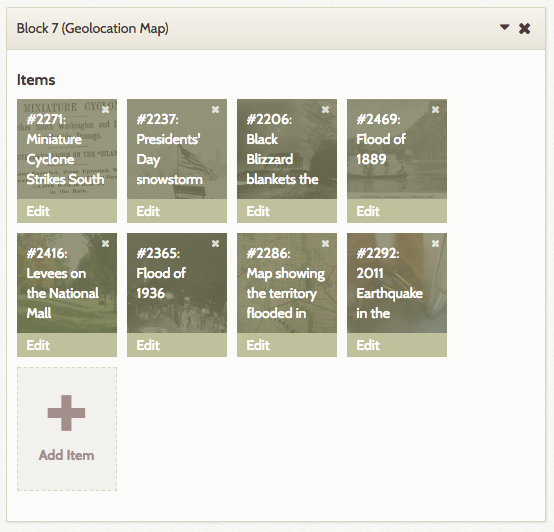 Block 7 (Geolocation Map)
Items
#2271:
Miniature
Cyclone
Strikes South
Edit
#2237:
Presidents'
Day
snowstorm
Edit
#2206:
Black
Blizzard
blankets the
Edit
#2469:
Flood of
1889
Edit
#2416:
Levees on
the National
Mall
Edit
#2365:
Flood of
1936
Edit
#2286:
Map showing
the territory
flooded in
Edit
#2292:
2011
Earthquake
in the
Edit
Add Item